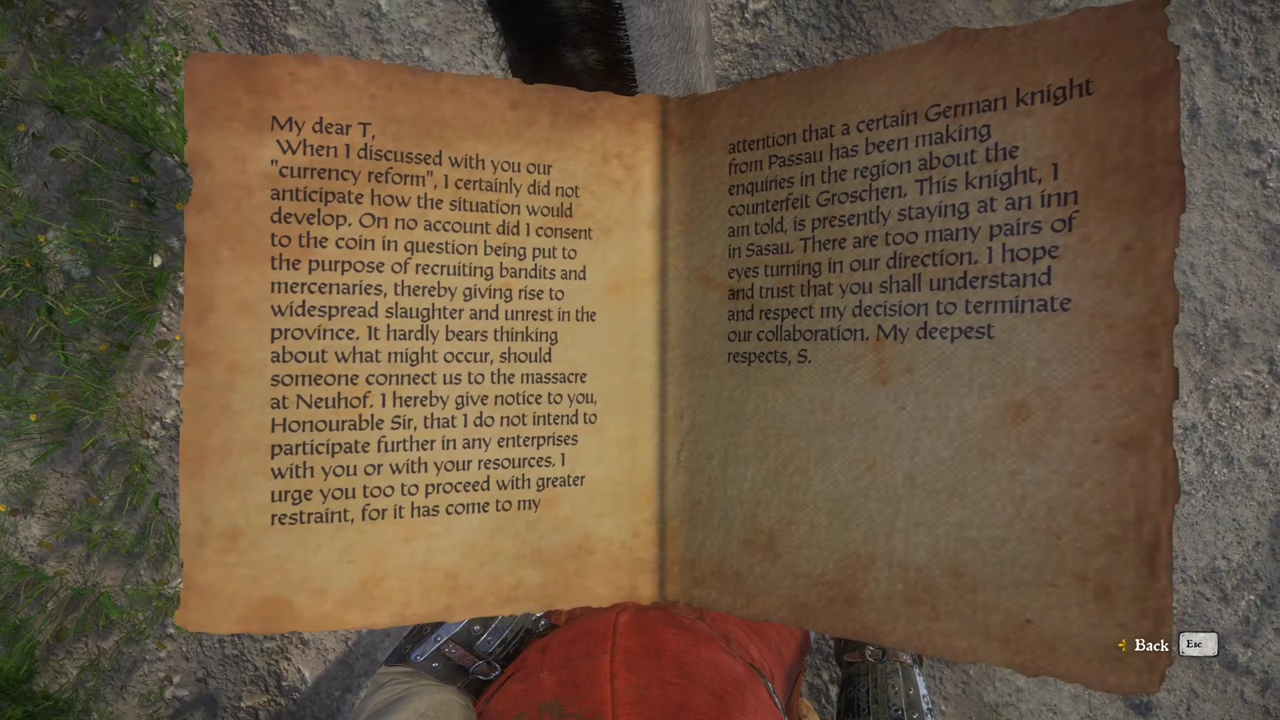 My dear T,
When I discussed with you our
"currency reform", I certainly did not
anticipate how the situation would
develop. On no account did I consent
to the coin in question being put to
the purpose of recruiting bandits and
mercenaries, thereby giving rise to
widespread slaughter and unrest in the
province. It hardly bears thinking
about what might occur, should
someone connect us to the massacre
at Neuhof. I hereby give notice to you,
Honourable Sir, that I do not intend to
participate further in any enterprises
with you or with your resources. I
urge you too to proceed with greater
restraint, for it has come to my
attention that a certain German knight
from Passau has been making
enquiries in the region about the
counterfeit Groschen. This knight, I
am told, is presently staying at an inn
in Sasau. There are too many pairs of
eyes turning in our direction. I hope
and trust that you shall understand
and respect my decision to terminate
our collaboration. My deepest
respects, S.
Back Esc